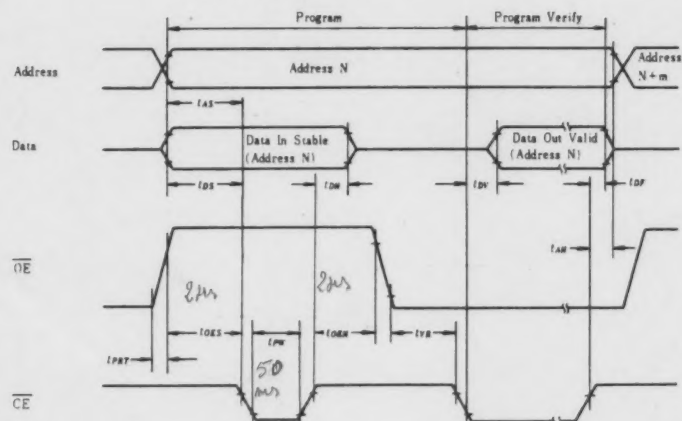 Program
Program Verify
Address
Address N
Address
N+m
tAS
Data
Data In Stable
(Address N)
Data Out Valid
(Address N)
tDS
tDH
tDV
tDF
tAH
OE
2μs
2μs
tPRT
tOES
tPW
tOEH
tVR
50
ms
CE